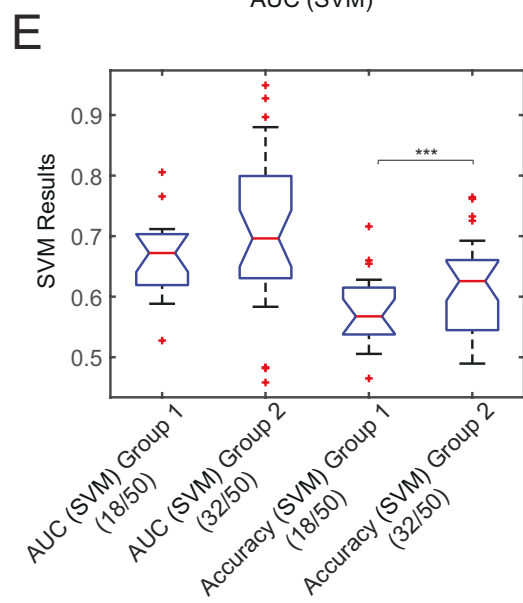 AUC (SVM)
E
***
SVM Results
0.9
0.8
0.7
0.6
0.5
AUC (SVM) Group 1
(18/50)
AUC (SVM) Group 2
(32/50)
Accuracy (SVM) Group 1
(18/50)
Accuracy (SVM) Group 2
(32/50)